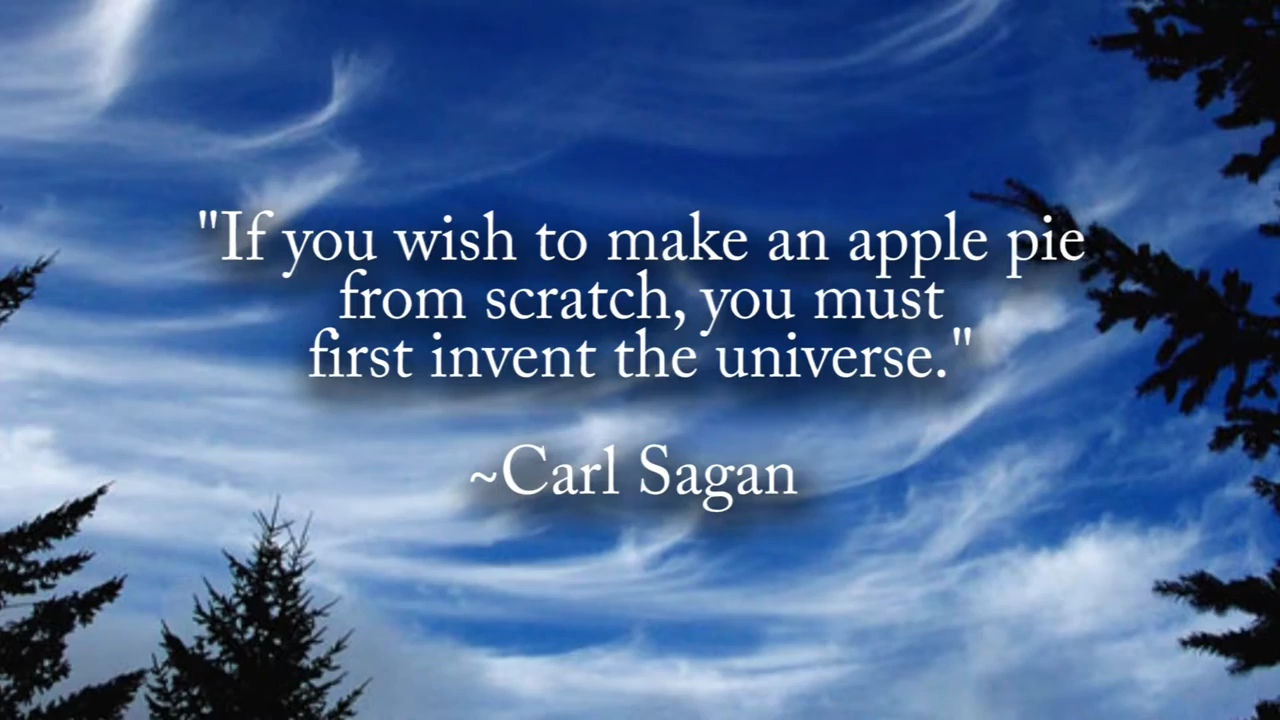 "If you wish to make an apple pie
from scratch, you must
first invent the universe."
~Carl Sagan